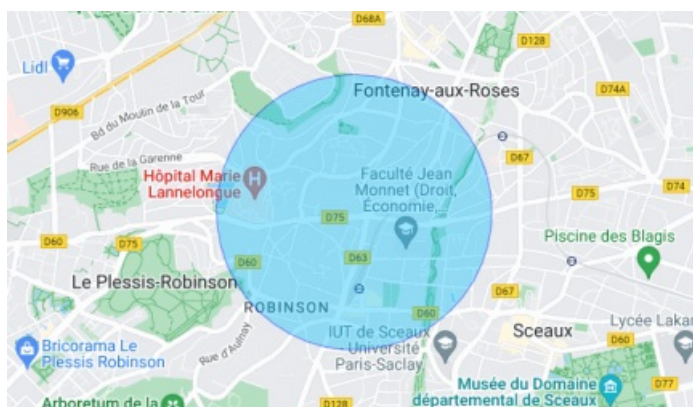 D68A
Lidl
D128
Fontenay-aux-Roses
D74A
D906
Bd du Moulin de la Tour
D67
Rue de la Garenne
Hôpital Marie
Lannelongue
Faculté Jean
Monnet (Droit,
Économie,...
D75
D74
D75
D60
D75
Piscine des Blagis
D60
D63
Le Plessis-Robinson
D67
ROBINSON
D60
Sceaux
Lycée Lakan
Rue d'Aulnay
IUT de Sceaux
- Université
Paris-Saclay
Bricorama Le
Plessis Robinson
Musée du Domaine
départemental de Sceaux
D77
Arboretum de la
D128